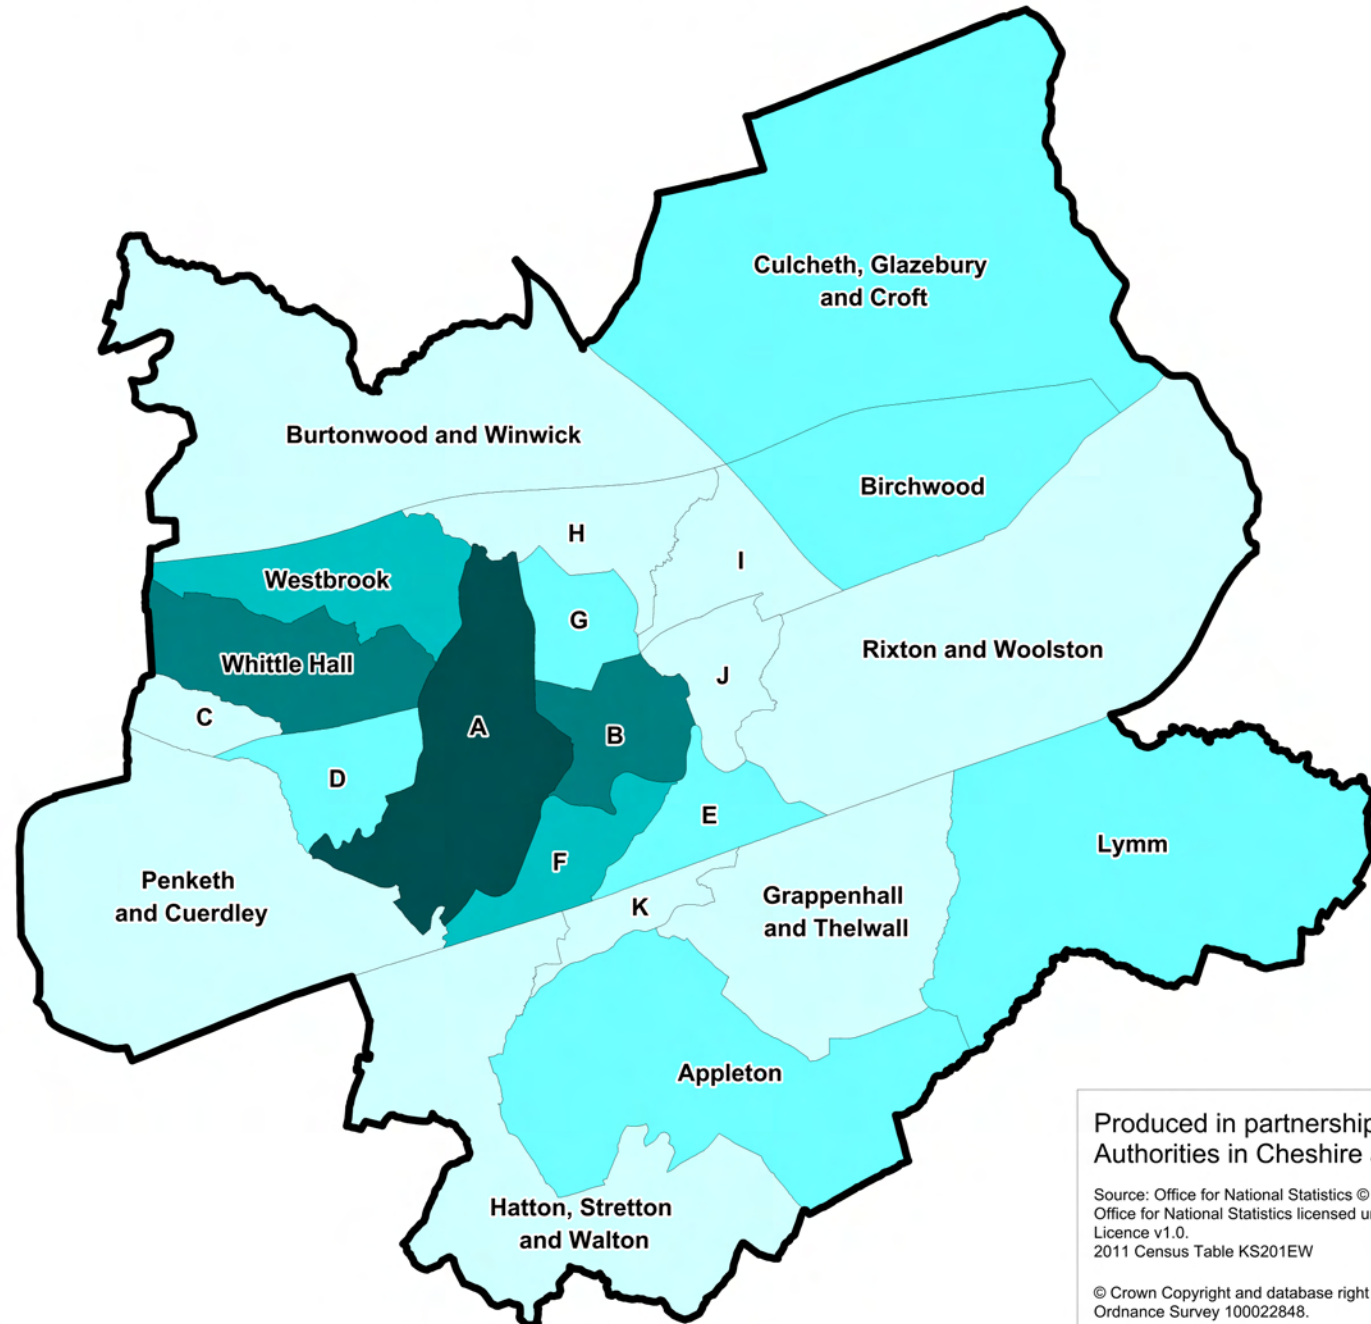 Culcheth, Glazebury
and Croft
Burtonwood and Winwick
Birchwood
H
I
Westbrook
G
Rixton and Woolston
Whittle Hall
J
C
A
B
D
E
Lymm
F
Penketh
and Cuerdley
Grappenhall
and Thelwall
K
Appleton
Hatton, Stretton
and Walton
Produced in partnership
Authorities in Cheshire
Source: Office for National Statistics ©
Office for National Statistics licensed u
Licence v1.0.
2011 Census Table KS201EW
© Crown Copyright and database right
Ordnance Survey 100022848.